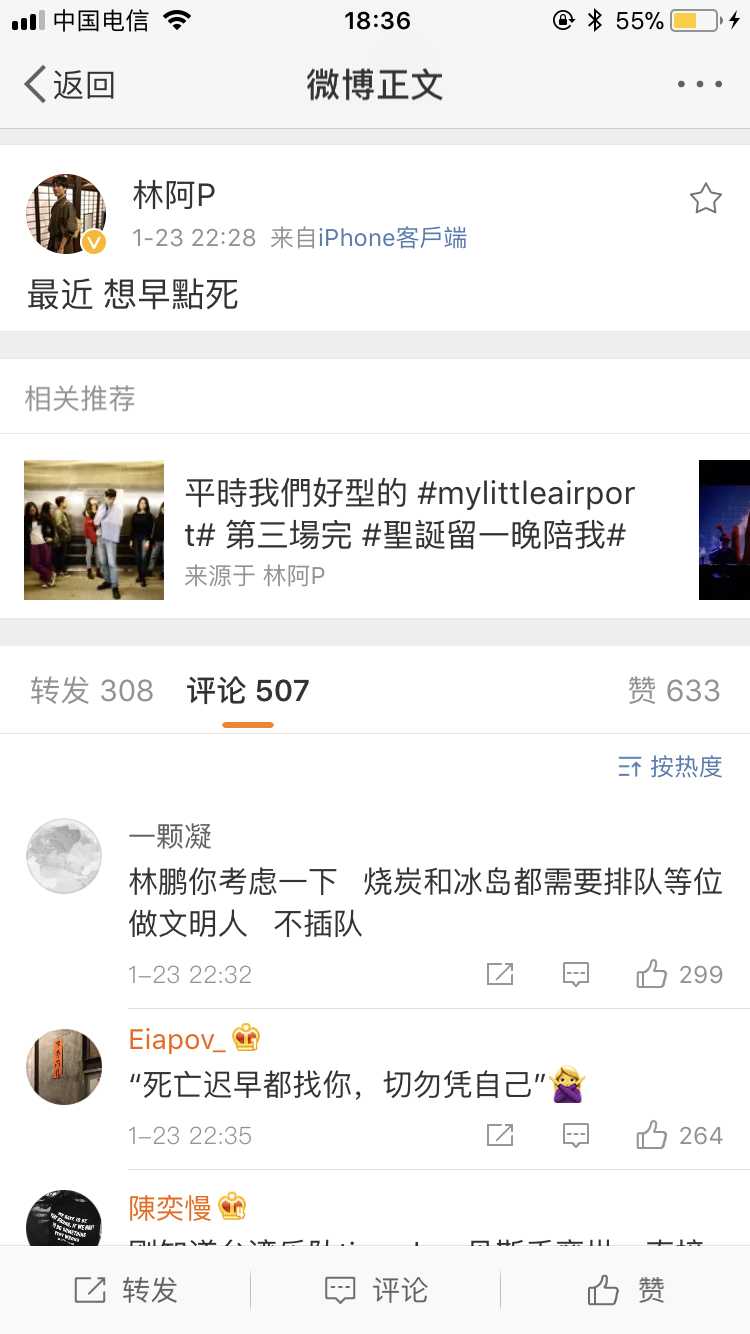 中国电信
18:36
55%
返回
微博正文
林阿P
1-23 22:28 来自iPhone客戶端
最近 想早點死
相关推荐
平時我們好型的 #mylittleairpor
t# 第三場完 #聖誕留一晚陪我#
来源于 林阿P
转发 308
评论 507
赞 633
按热度
一颗凝
林鹏你考虑一下 烧炭和冰岛都需要排队等位
做文明人 不插队
1-23 22:32
299
Eiapov_
“死亡迟早都找你，切勿凭自己”
1-23 22:35
264
陳奕慢
转发
评论
赞